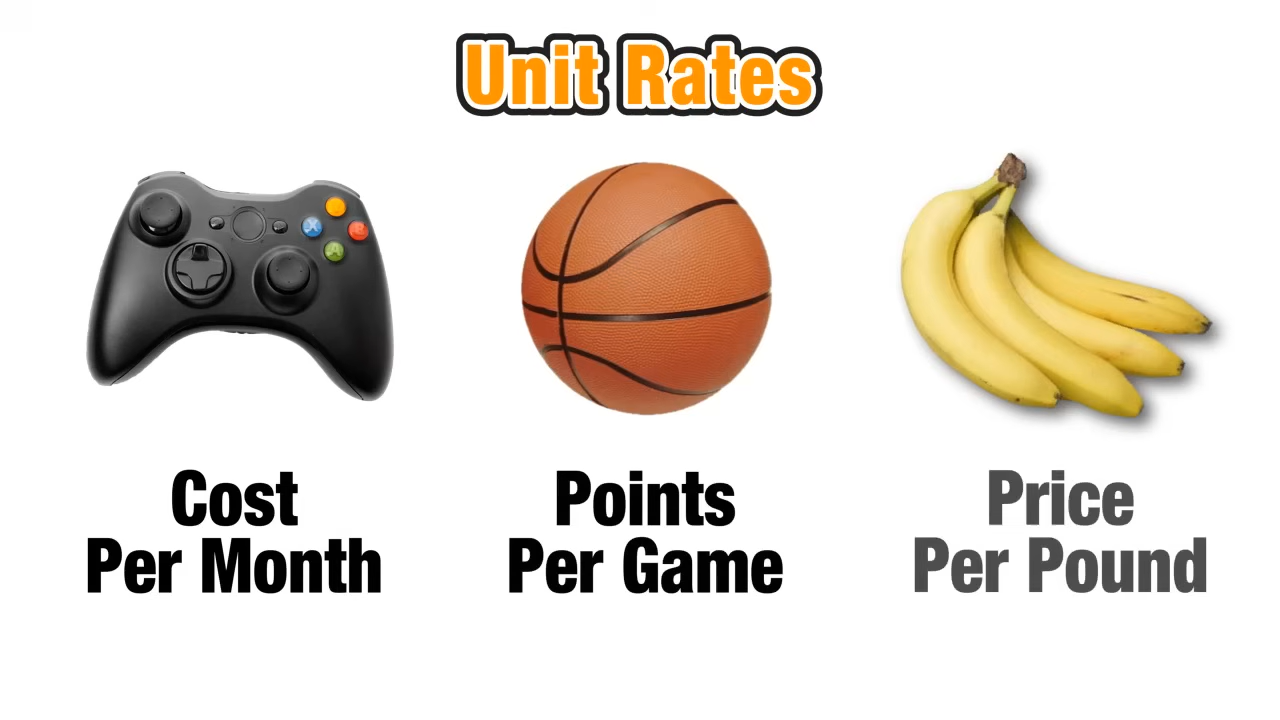 Unit Rates
Cost
Per Month
Points
Per Game
Price
Per Pound